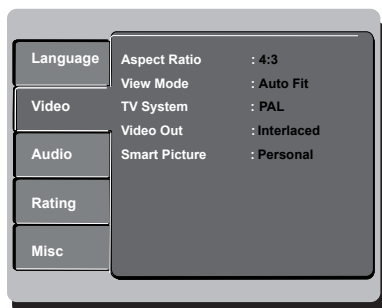 Language
Video
Audio
Rating
Misc
Aspect Ratio : 4:3
View Mode : Auto Fit
TV System : PAL
Video Out : Interlaced
Smart Picture : Personal